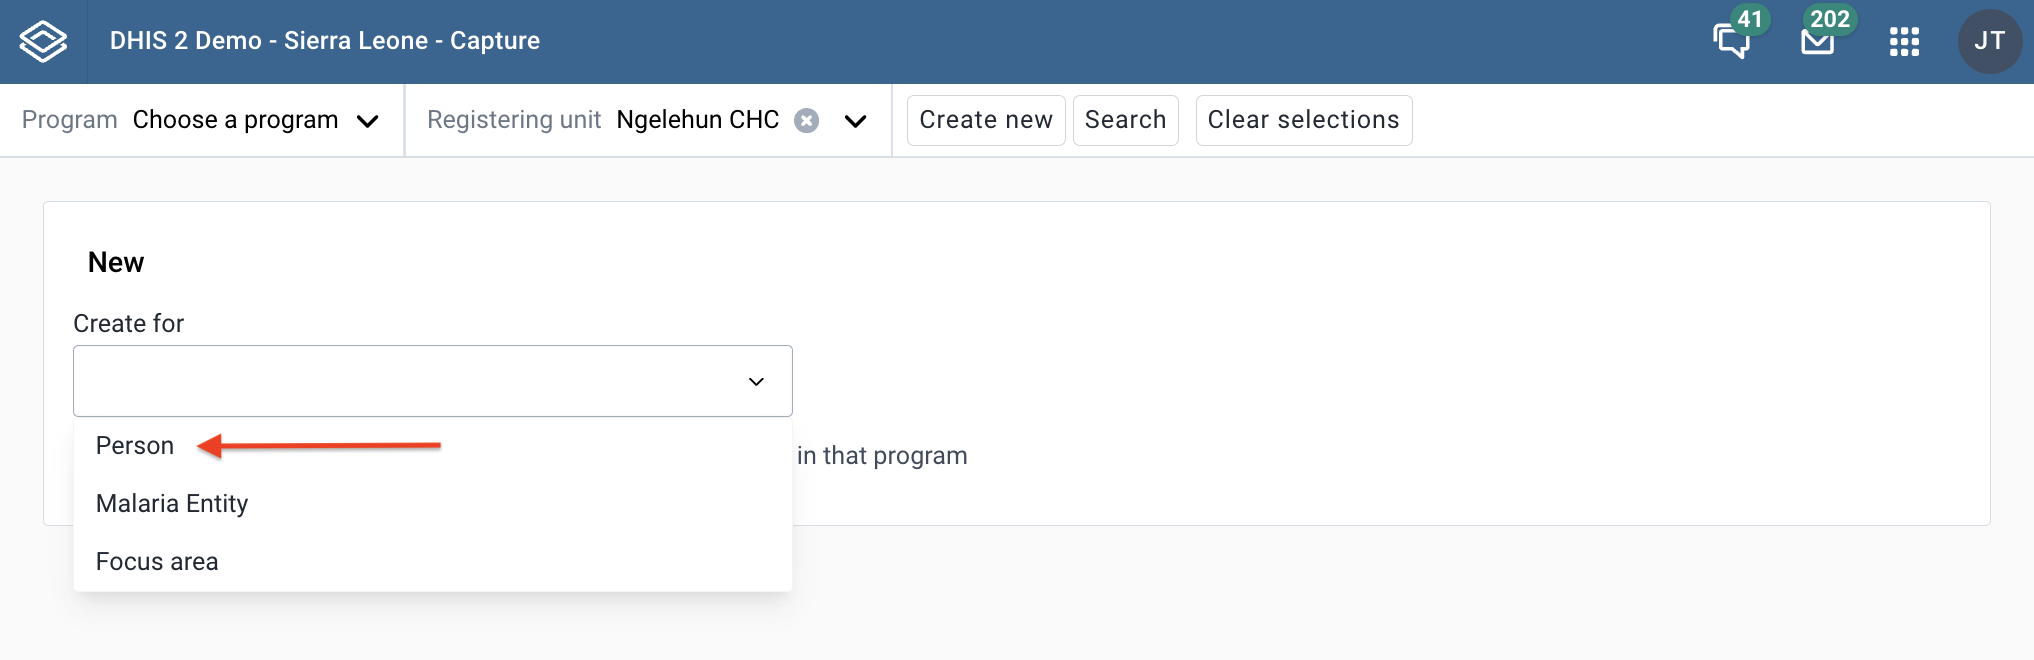 DHIS 2 Demo - Sierra Leone - Capture
41
202
JT
Program Choose a program
Registering unit Ngelehun CHC
Create new
Search
Clear selections
New
Create for
Person
in that program
Malaria Entity
Focus area